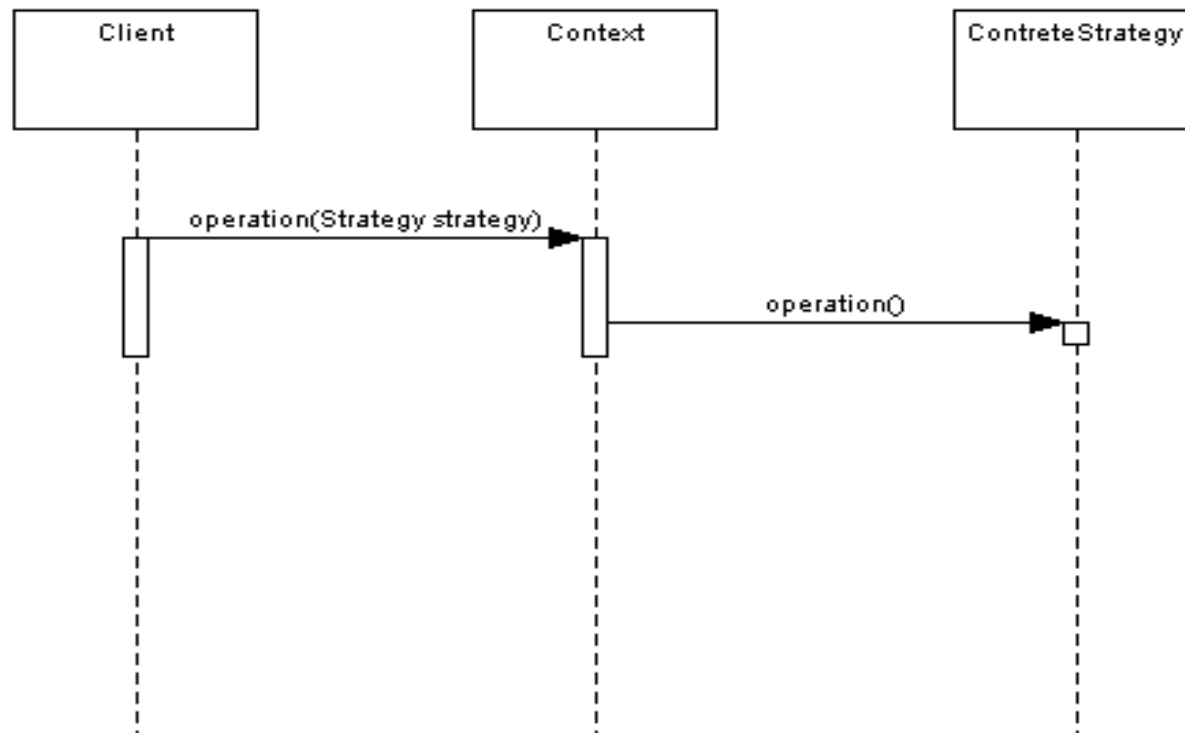 Client
Context
ContreteStrategy
operation(Strategy strategy)
operation()